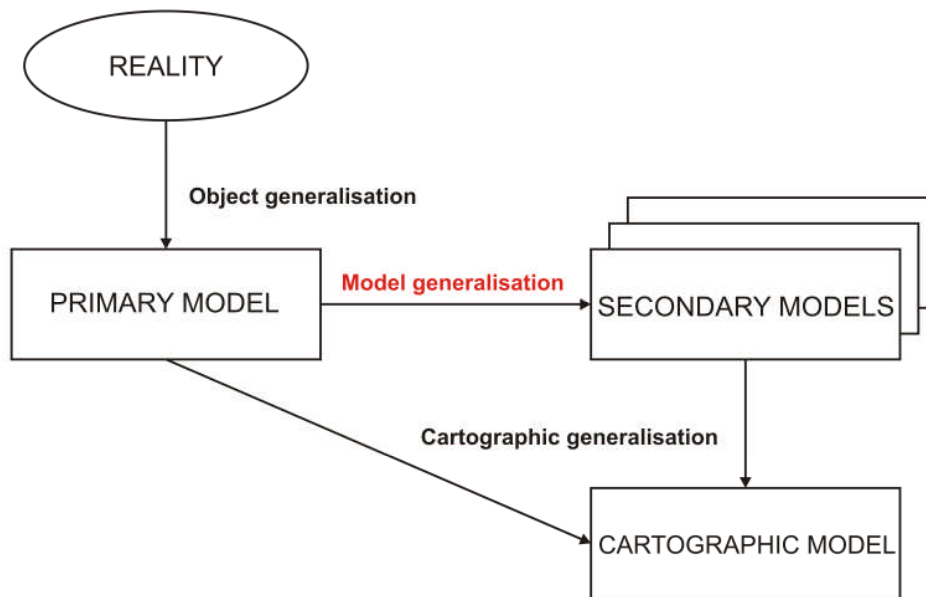 REALITY
Object generalisation
PRIMARY MODEL
Model generalisation
SECONDARY MODELS
Cartographic generalisation
CARTOGRAPHIC MODEL